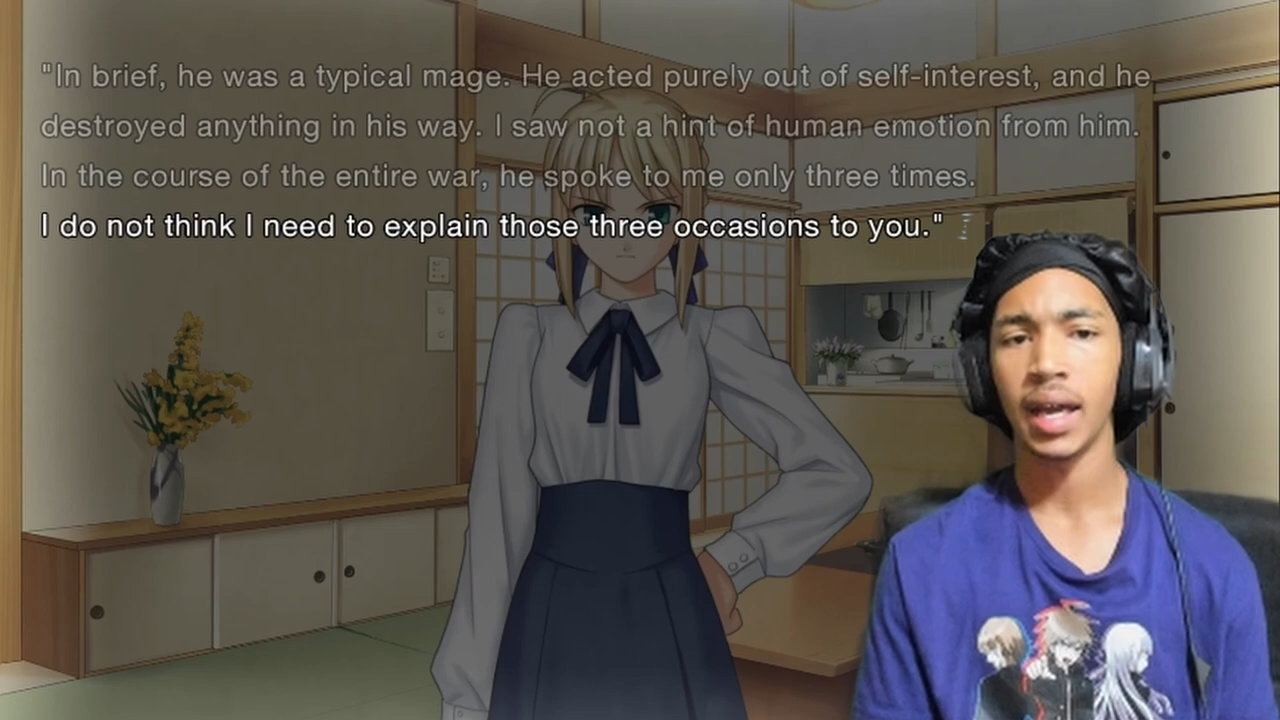 "In brief, he was a typical mage. He acted purely out of self-interest, and he
destroyed anything in his way. I saw not a hint of human emotion from him.
In the course of the entire war, he spoke to me only three times.
I do not think I need to explain those three occasions to you."